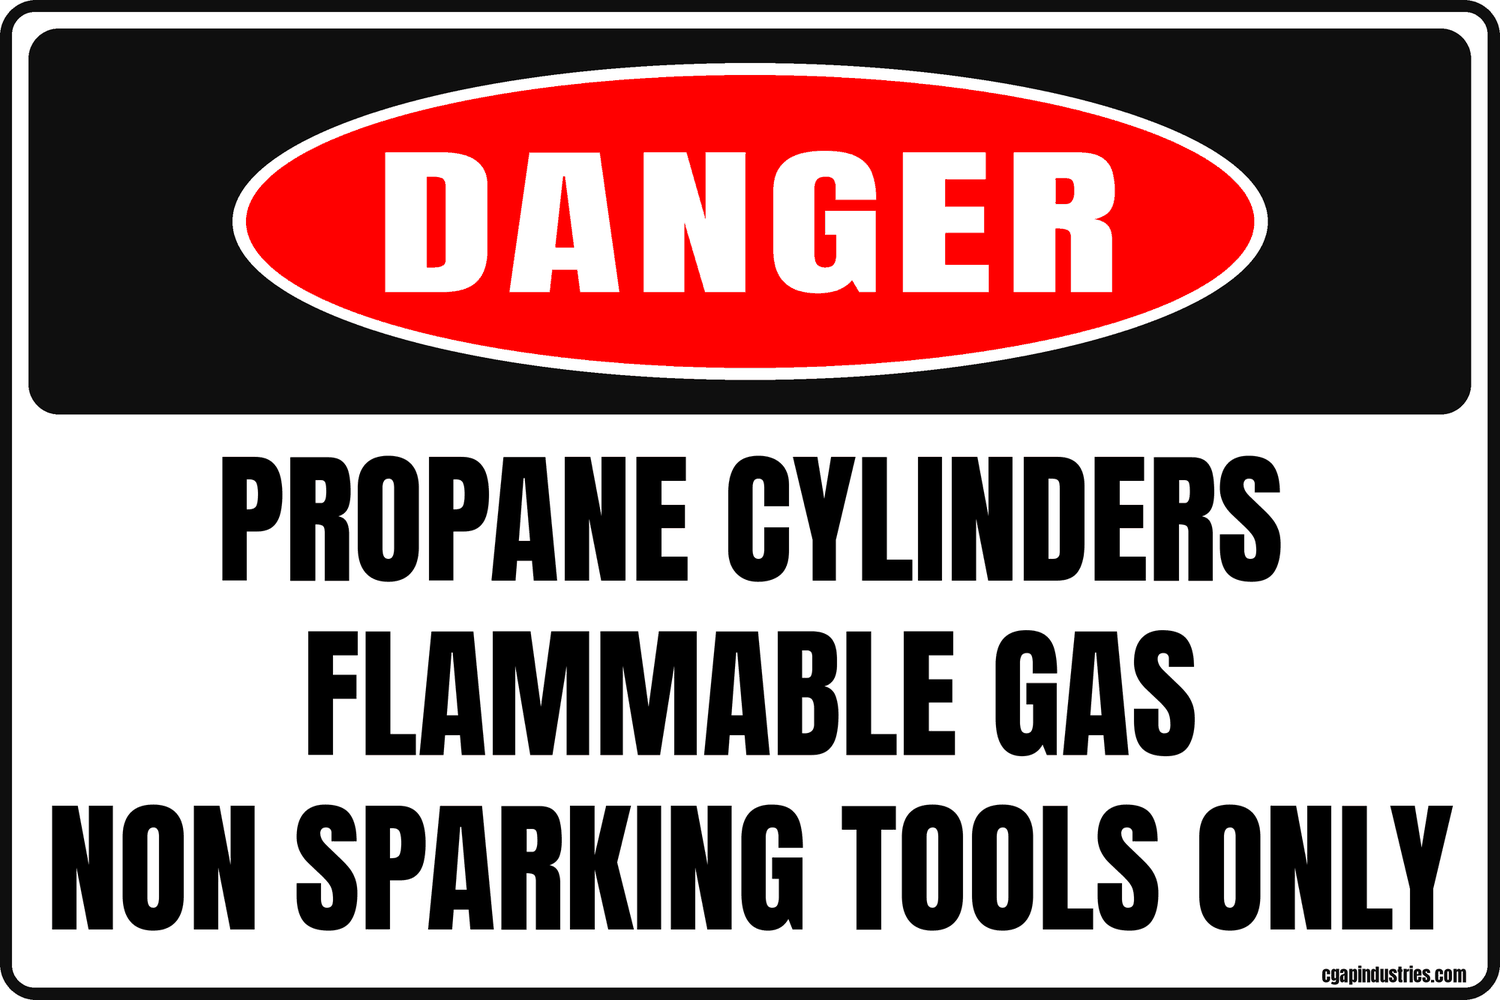 DANGER
PROPANE CYLINDERS
FLAMMABLE GAS
NON SPARKING TOOLS ONLY
cgapindustries.com